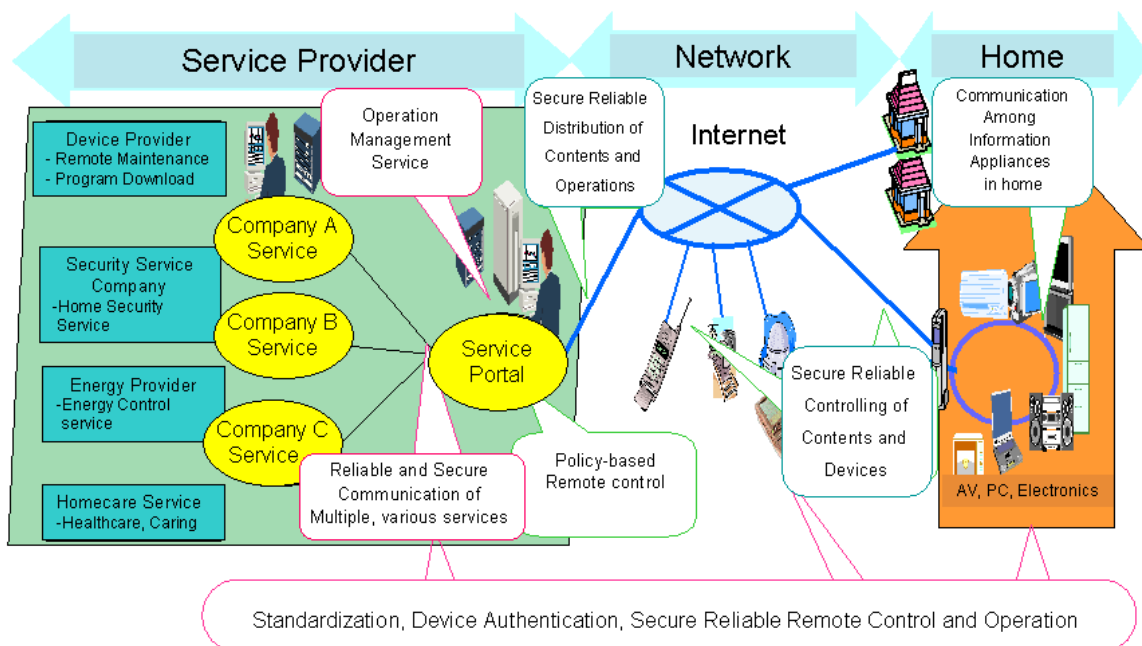 Service Provider
Network
Home
Device Provider
- Remote Maintenance
- Program Download
Security Service
Company
-Home Security
Service
Energy Provider
-Energy Control
service
Homecare Service
-Healthcare, Caring
Company A
Service
Company B
Service
Company C
Service
Operation
Management
Service
Service
Portal
Reliable and Secure
Communication of
Multiple, various services
Policy-based
Remote control
Secure Reliable
Distribution of
Contents and
Operations
Internet
Secure Reliable
Controlling of
Contents and
Devices
Communication
Among
Information
Appliances
in home
AV, PC, Electronics
Standardization, Device Authentication, Secure Reliable Remote Control and Operation